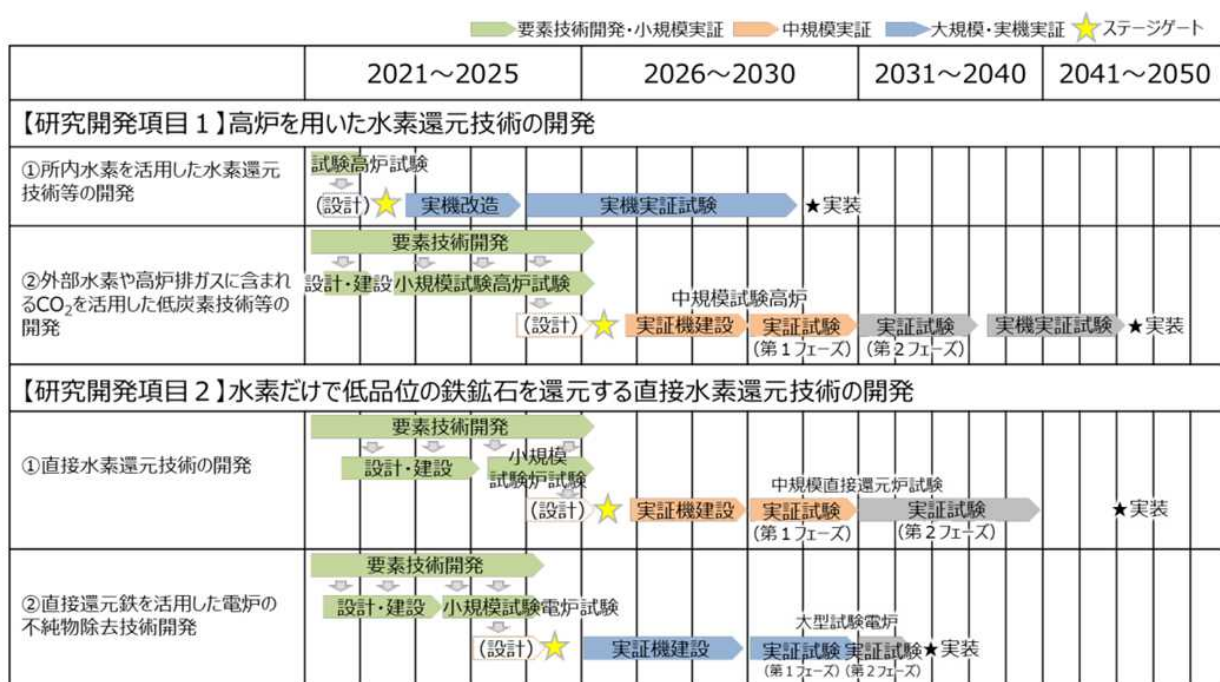 要素技術開発・小規模実証 中規模実証 大規模・実機実証 ステージゲート
2021～2025 2026～2030 2031～2040 2041～2050
【研究開発項目1】高炉を用いた水素還元技術の開発
①所内水素を活用した水素還元
技術等の開発
試験高炉試験
(設計) 実機改造 実機実証試験 ★実装
②外部水素や高炉排ガスに含まれ
るCO₂を活用した低炭素技術等の
開発
要素技術開発
設計・建設 小規模試験高炉試験
中規模試験高炉
(設計) 実証機建設 実証試験 実証試験 実機実証試験 ★実装
(第1フェーズ) (第2フェーズ)
【研究開発項目2】水素だけで低品位の鉄鉱石を還元する直接水素還元技術の開発
①直接水素還元技術の開発
要素技術開発
設計・建設 小規模
試験炉試験
中規模直接還元炉試験
(設計) 実証機建設 実証試験 実証試験 ★実装
(第1フェーズ) (第2フェーズ)
②直接還元鉄を活用した電炉の
不純物除去技術開発
要素技術開発
設計・建設 小規模試験電炉試験
大型試験電炉
(設計) 実証機建設 実証試験 実証試験 ★実装
(第1フェーズ) (第2フェーズ)